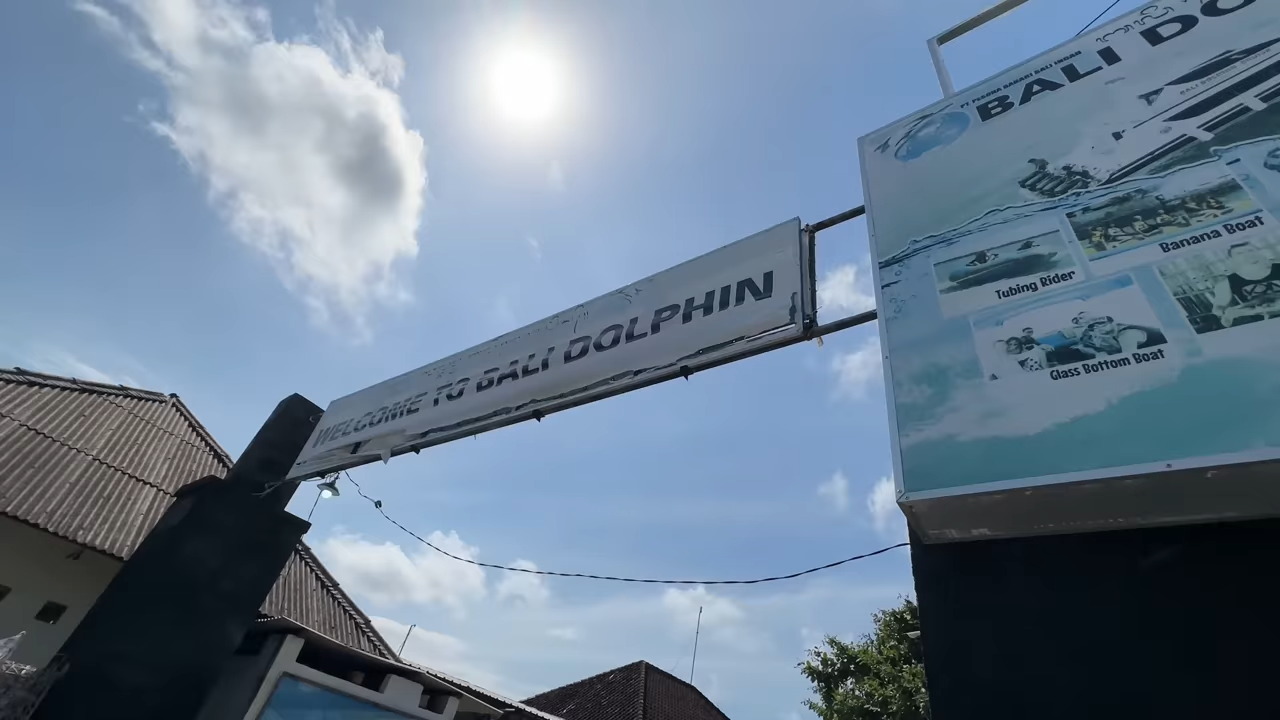 WELCOME TO BALI DOLPHIN
BALI DO
Tubing Rider
Banana Boat
Glass Bottom Boat